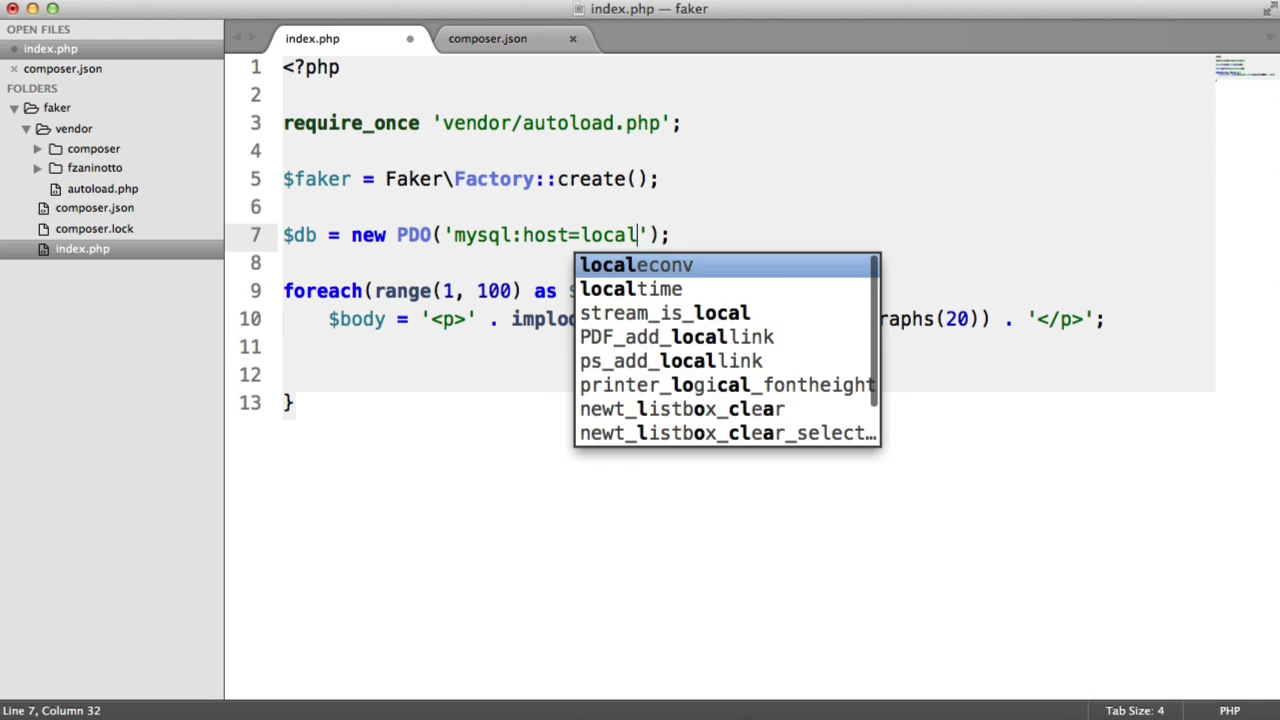 index.php — faker
OPEN FILES
index.php
composer.json
FOLDERS
faker
vendor
composer
fzaninotto
autoload.php
composer.json
composer.lock
index.php
index.php
composer.json
1 <?php
2
3 require_once 'vendor/autoload.php';
4
5 $faker = Faker\Factory::create();
6
7 $db = new PDO('mysql:host=local');
8
9 foreach(range(1, 100) as $
10 $body = '<p>' . implo raphs(20)) . '</p>';
11
12
13 }
localeconv
localtime
stream_is_local
PDF_add_locallink
ps_add_locallink
printer_logical_fontheight
newt_listbox_clear
newt_listbox_clear_select…
Line 7, Column 32
Tab Size: 4
PHP